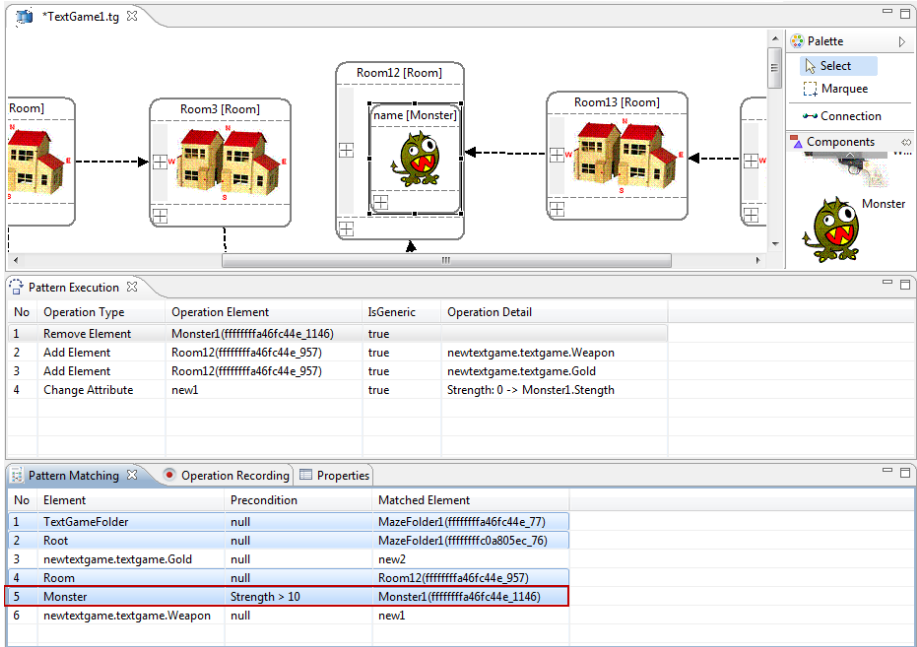 *TextGame1.tg
Palette
Select
Marquee
Connection
Components
W...
Monster
Room]
Room3 [Room]
Room12 [Room]
name [Monster]
Room13 [Room]
N
E
S
N
W
E
S
N
W
E
S
W
Pattern Execution
No Operation Type Operation Element IsGeneric Operation Detail
1 Remove Element Monster1(ffffffffa46fc44e_1146) true
2 Add Element Room12(ffffffffa46fc44e_957) true newtextgame.textgame.Weapon
3 Add Element Room12(ffffffffa46fc44e_957) true newtextgame.textgame.Gold
4 Change Attribute new1 true Strength: 0 -> Monster1.Stength
Pattern Matching Operation Recording Properties
No Element Precondition Matched Element
1 TextGameFolder null MazeFolder1(ffffffffa46fc44e_77)
2 Root null MazeFolder1(ffffffffc0a805ec_76)
3 newtextgame.textgame.Gold null new2
4 Room null Room12(ffffffffa46fc44e_957)
5 Monster Strength > 10 Monster1(ffffffffa46fc44e_1146)
6 newtextgame.textgame.Weapon null new1